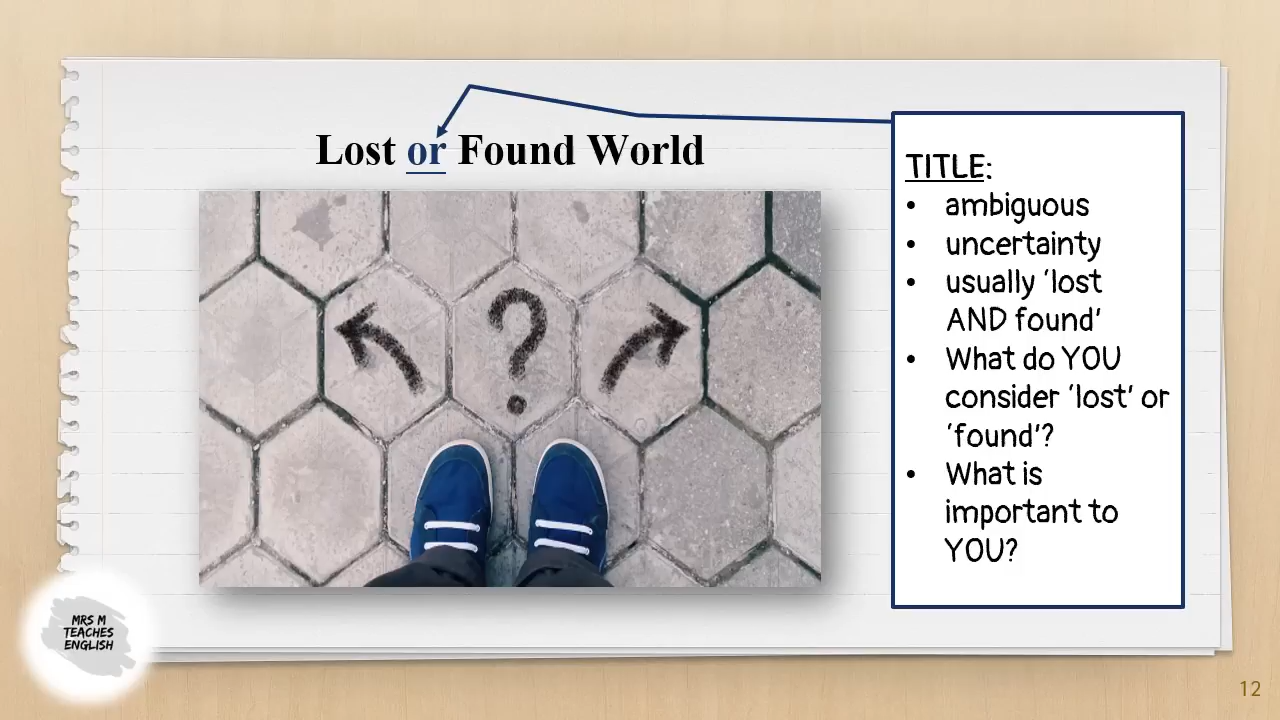 Lost or Found World
TITLE:
• ambiguous
• uncertainty
• usually ‘lost
AND found’
• What do YOU
consider ‘lost’ or
‘found’?
• What is
important to
YOU?
?
MRS M
TEACHES
ENGLISH
12